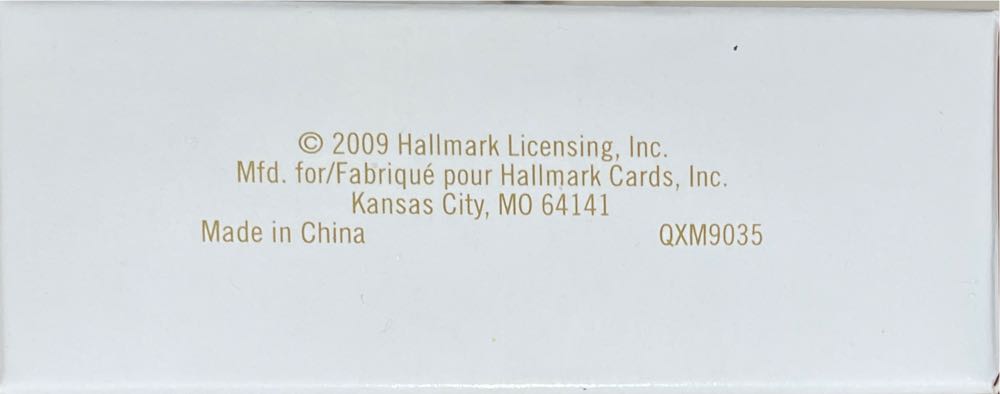 © 2009 Hallmark Licensing, Inc.
Mfd. for/Fabriqué pour Hallmark Cards, Inc.
Kansas City, MO 64141
Made in China QXM9035